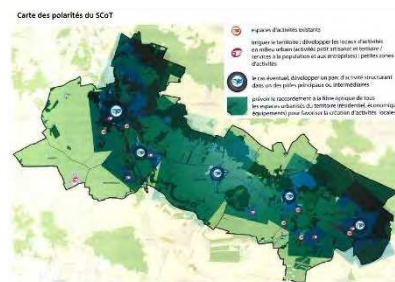 Carte des polarités du SCoT
espaces d'activités existants
irriguer le territoire : développer les locaux d'activités
en milieu urbain (activités petit artisanat et tertiaire /
services à la population et aux entreprises) : petites zones
d'activités
le cas éventuel, développer un parc d'activité structurant
dans un des pôles principaux ou intermédiaires
prévoir le raccordement à la fibre optique de tous
les espaces urbanisés du territoire (résidentiel, économique,
équipements) pour favoriser la création d'activités locales